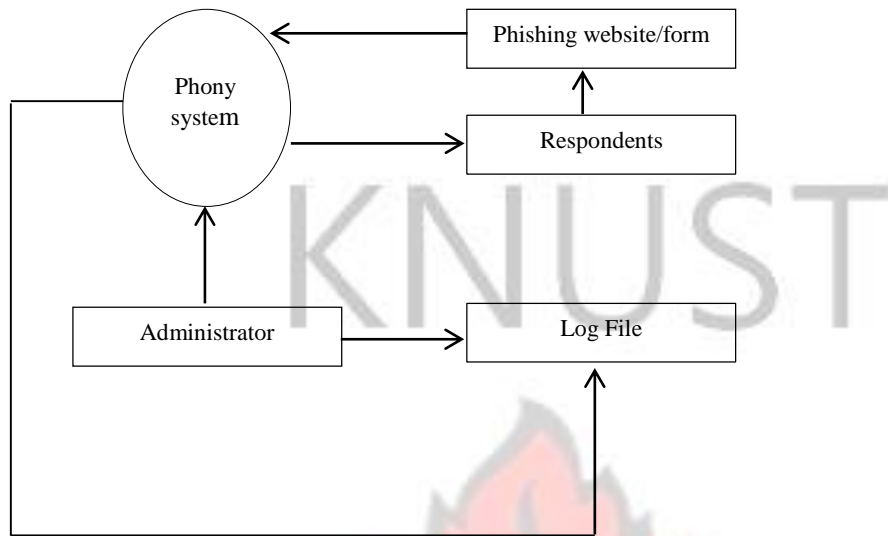 Phishing website/form
Phony
system
Respondents
KNUST
Administrator
Log File